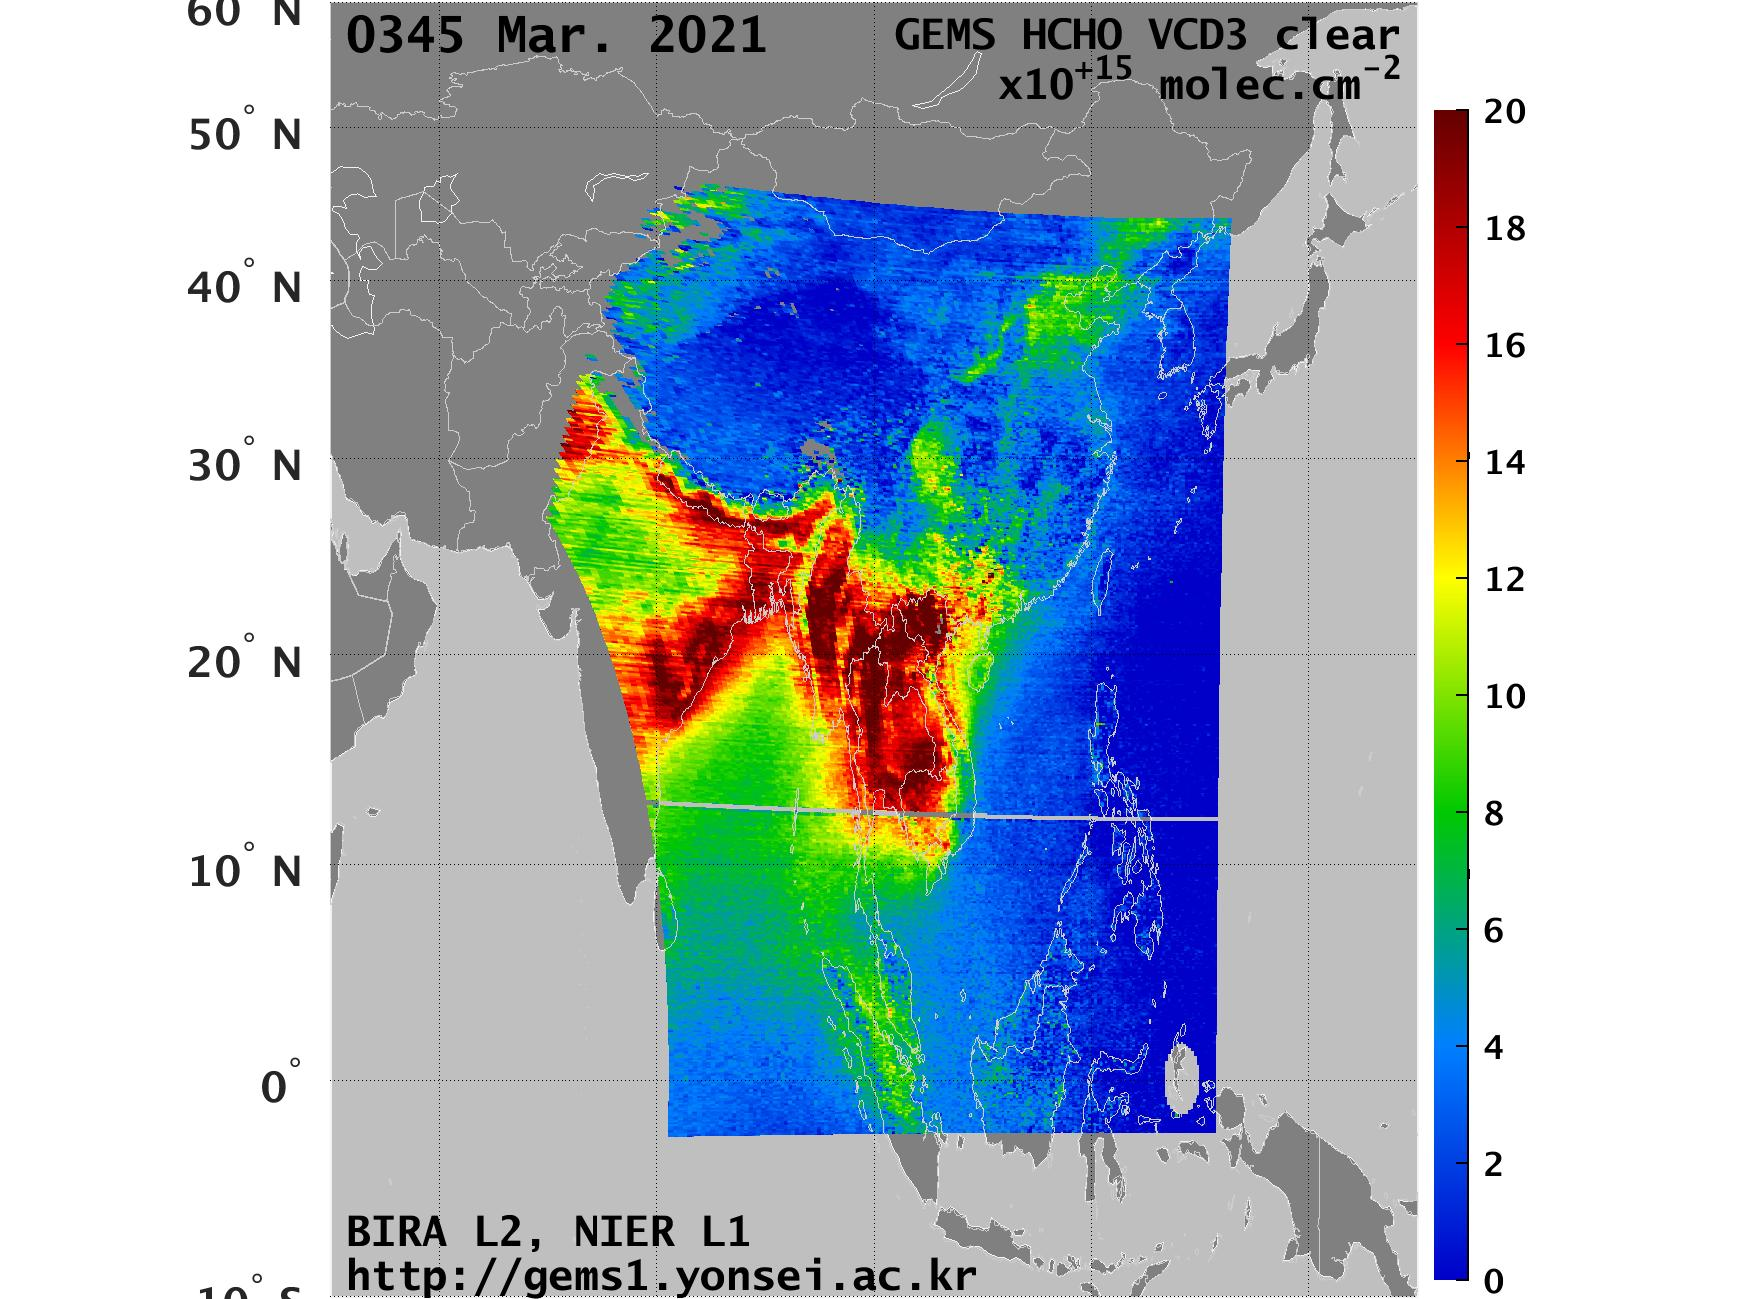 60 N
0345 Mar. 2021
GEMS HCHO VCD3 clear
x10+15 molec.cm−2
50° N
40° N
30° N
20° N
10° N
0°
10° S
20
18
16
14
12
10
8
6
4
2
0
BIRA L2, NIER L1
http://gems1.yonsei.ac.kr